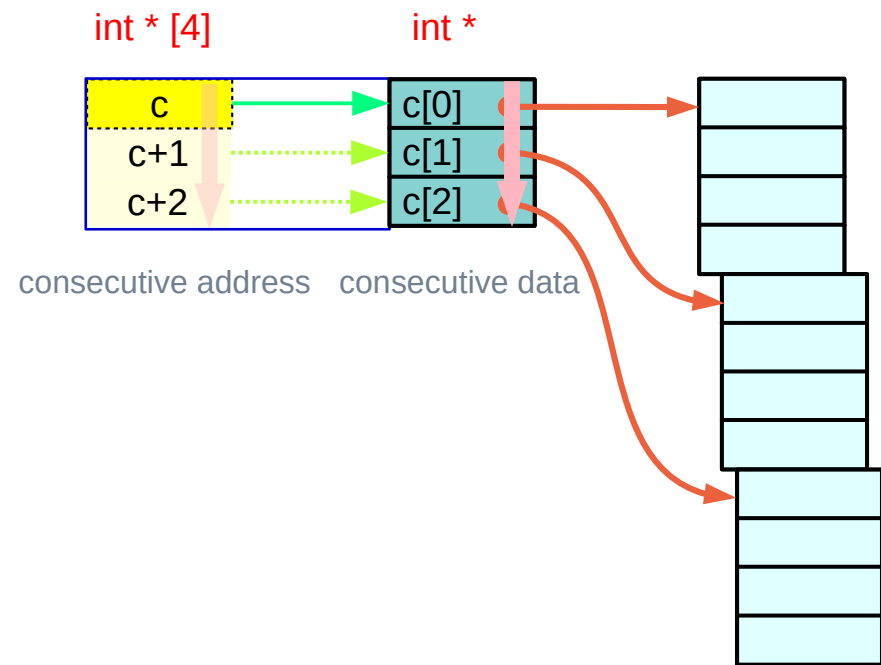 int * [4] int *
c c[0]
c+1 c[1]
c+2 c[2]
consecutive address consecutive data